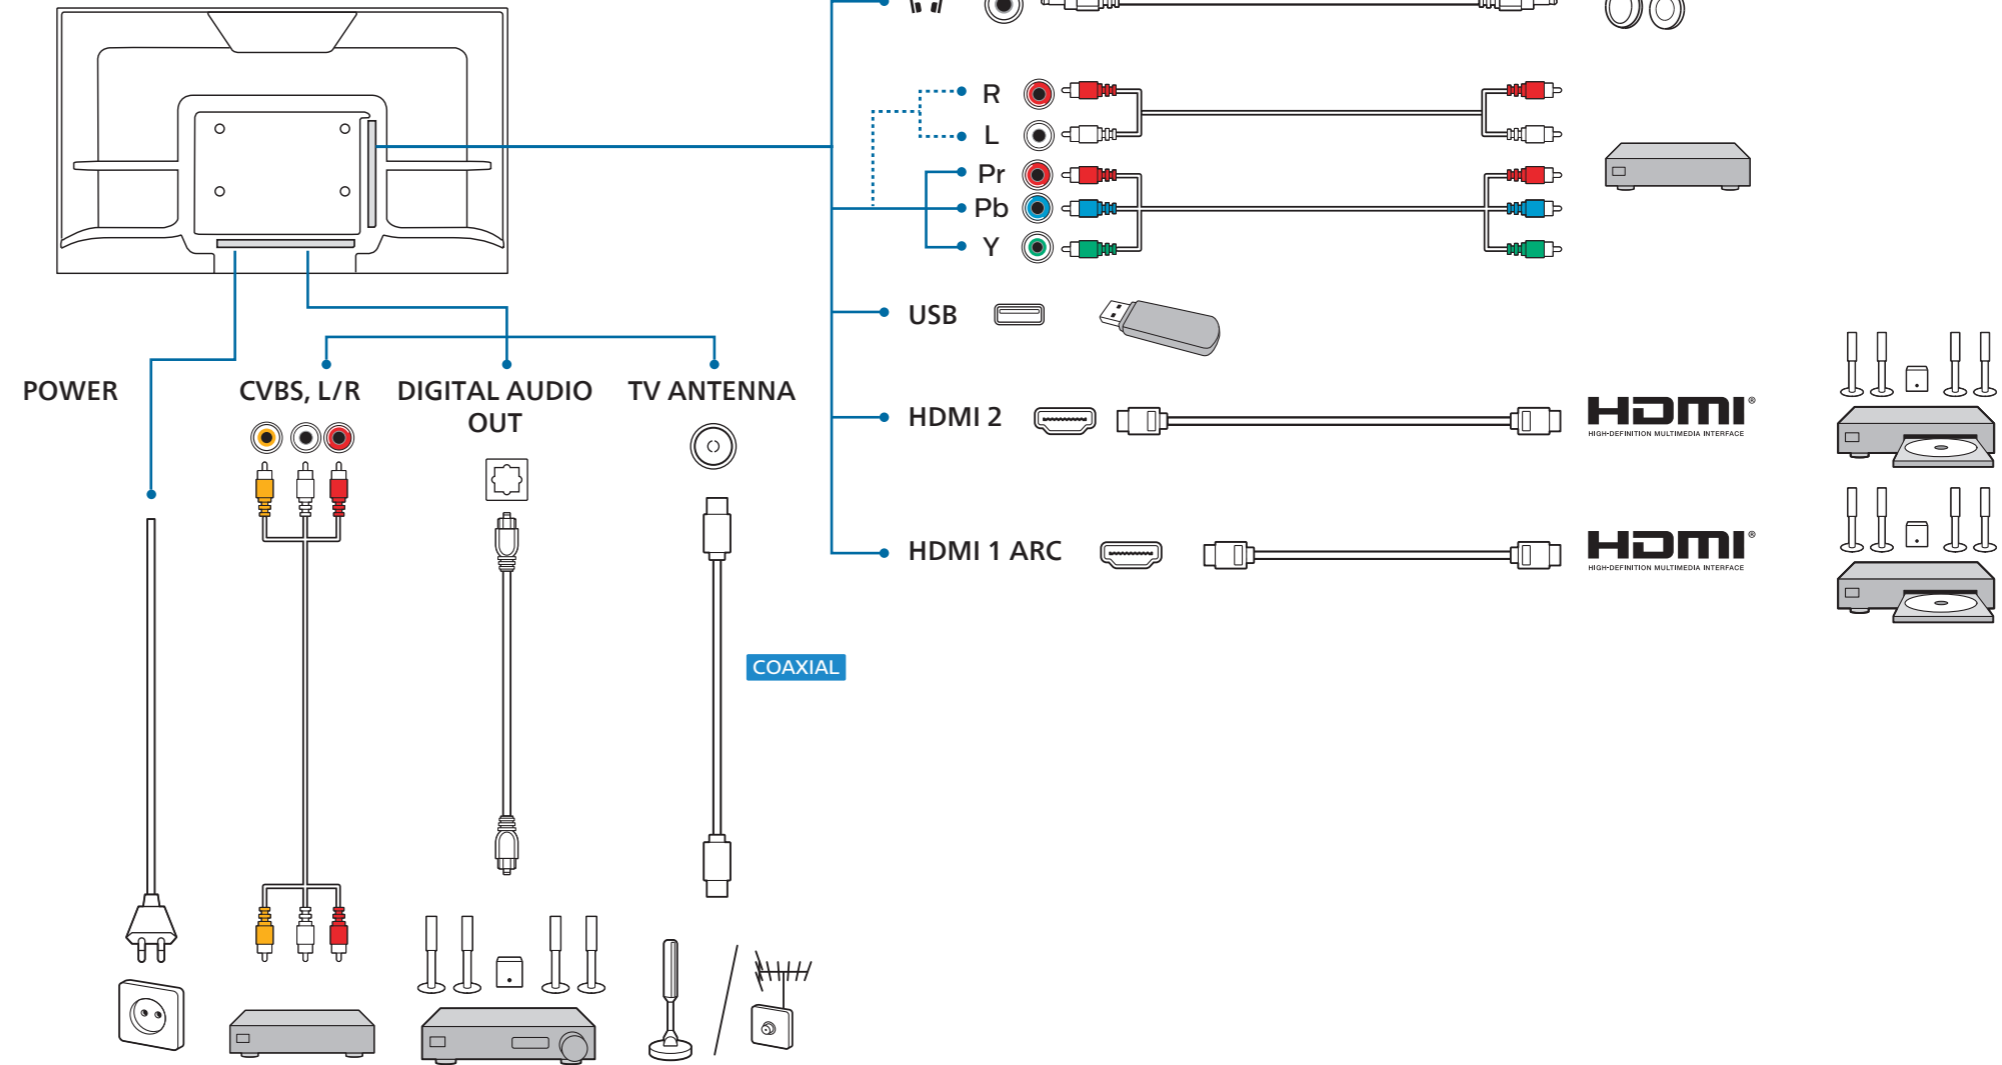 R
L
Pr
Pb
Y
USB
POWER
CVBS, L/R
DIGITAL AUDIO
OUT
TV ANTENNA
HDMI 2
HDMI®
HIGH-DEFINITION MULTIMEDIA INTERFACE
HDMI 1 ARC
HDMI®
HIGH-DEFINITION MULTIMEDIA INTERFACE
COAXIAL